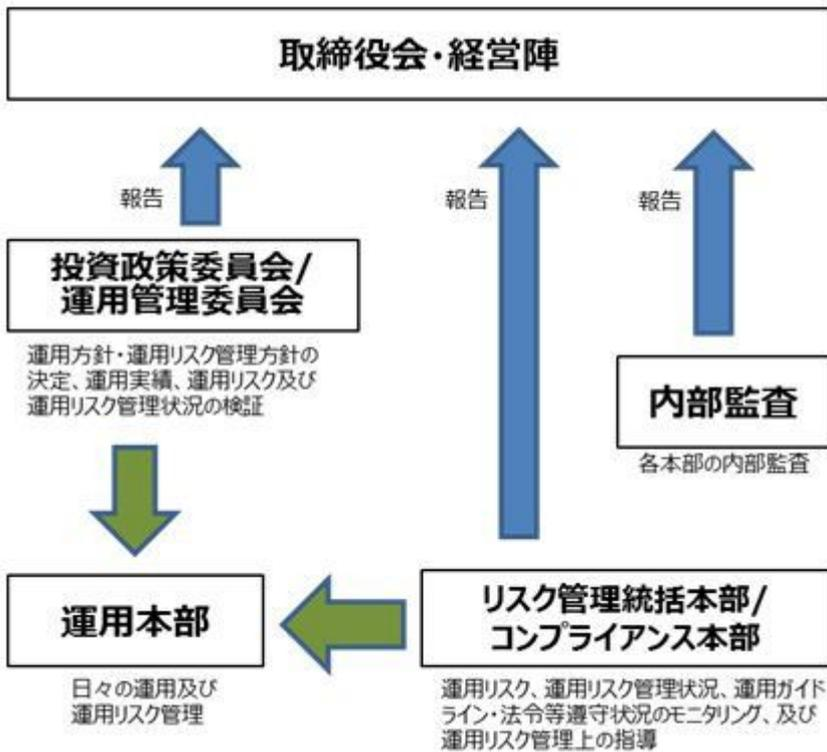 取締役会・経営陣
報告
報告
報告
投資政策委員会/
運用管理委員会
運用方針・運用リスク管理方針の
決定、運用実績、運用リスク及び
運用リスク管理状況の検証
内部監査
各本部の内部監査
運用本部
日々の運用及び
運用リスク管理
リスク管理統括本部/
コンプライアンス本部
運用リスク、運用リスク管理状況、運用ガイド
ライン・法令等遵守状況のモニタリング、及び
運用リスク管理上の指導